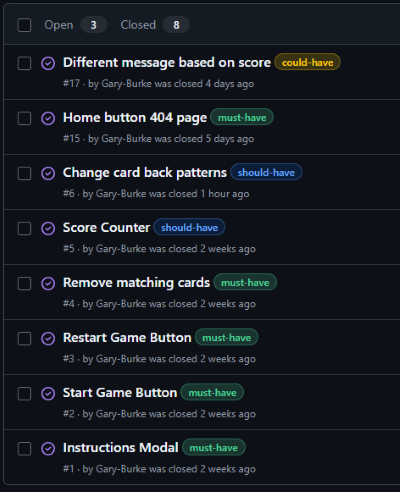 Open 3 Closed 8
Different message based on score could-have
#17 · by Gary-Burke was closed 4 days ago
Home button 404 page must-have
#15 · by Gary-Burke was closed 5 days ago
Change card back patterns should-have
#6 · by Gary-Burke was closed 1 hour ago
Score Counter should-have
#5 · by Gary-Burke was closed 2 weeks ago
Remove matching cards must-have
#4 · by Gary-Burke was closed 2 weeks ago
Restart Game Button must-have
#3 · by Gary-Burke was closed 2 weeks ago
Start Game Button must-have
#2 · by Gary-Burke was closed 2 weeks ago
Instructions Modal must-have
#1 · by Gary-Burke was closed 2 weeks ago